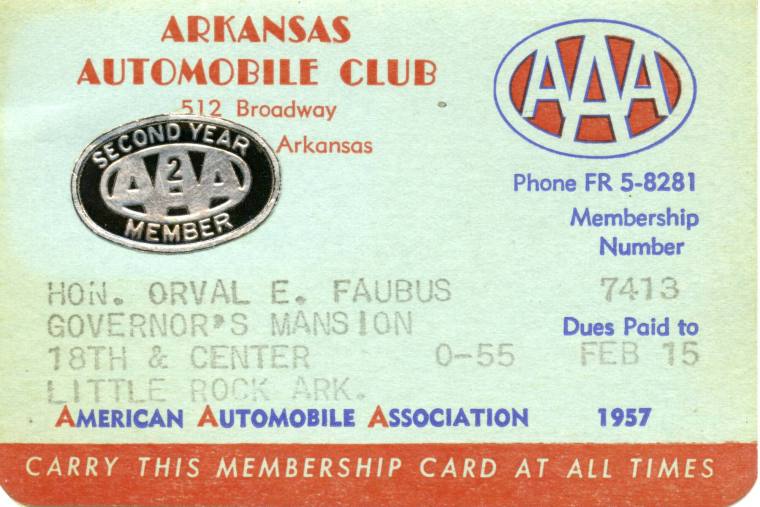 ARKANSAS
AUTOMOBILE CLUB
512 Broadway
Arkansas
AAA
SECOND YEAR
2
AAA
MEMBER
Phone FR 5-8281
Membership
Number
HON. ORVAL E. FAUBUS 7413
GOVERNOR'S MANSION
Dues Paid to
18TH & CENTER 0-55 FEB 15
LITTLE ROCK ARK.
AMERICAN AUTOMOBILE ASSOCIATION 1957
CARRY THIS MEMBERSHIP CARD AT ALL TIMES